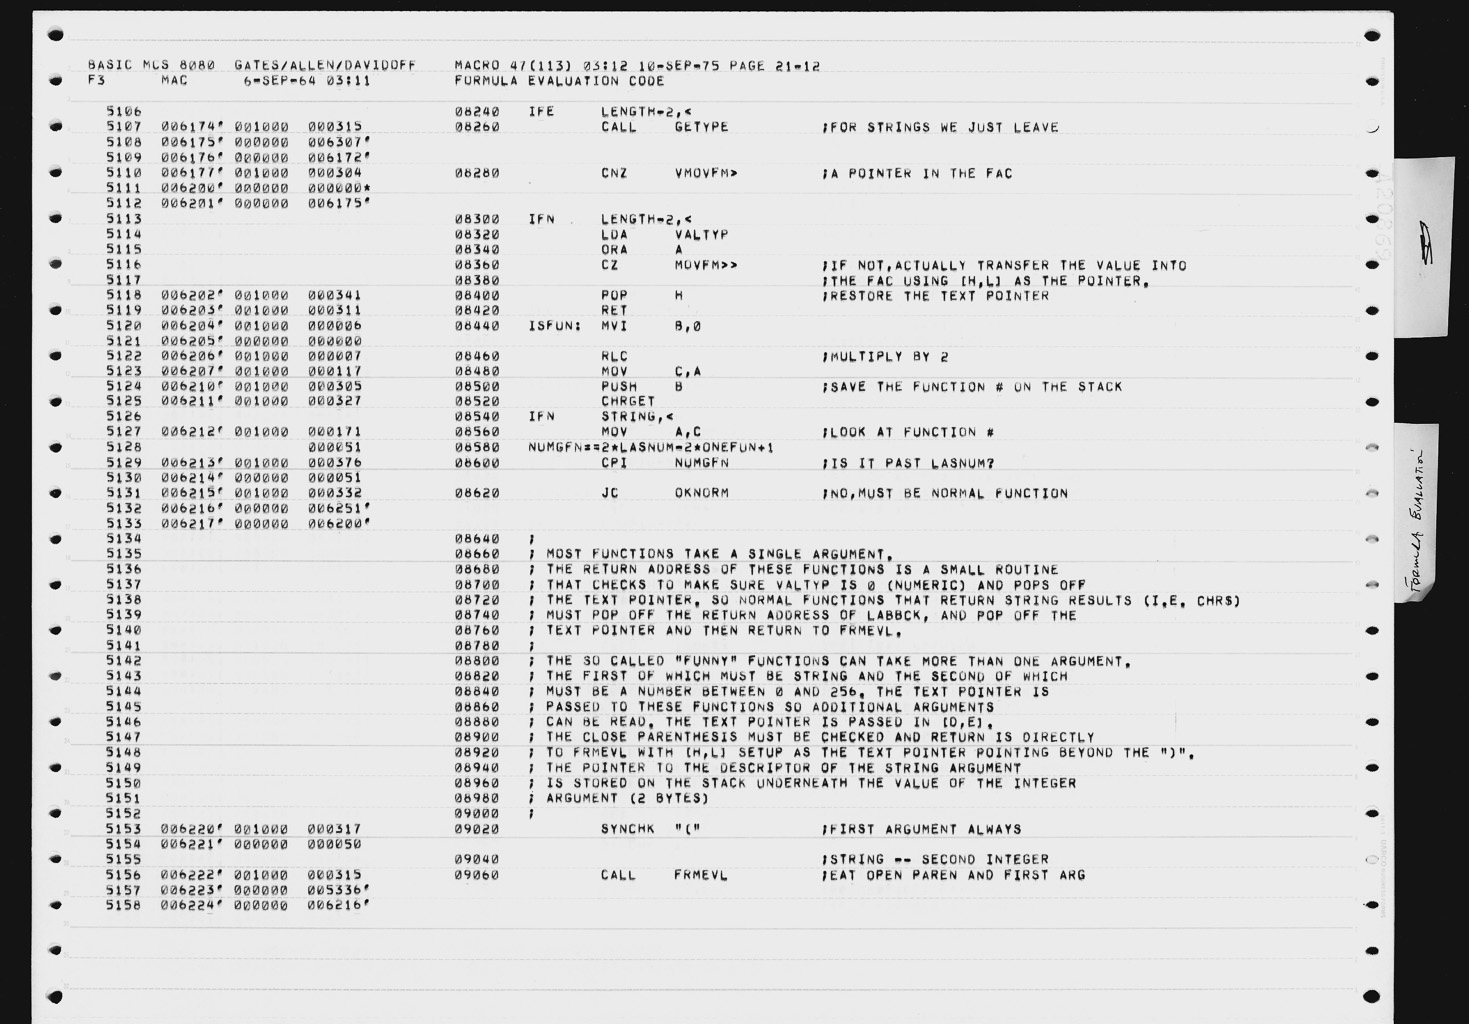 BASIC MCS 8080   GATES/ALLEN/DAVIDOFF     MACRO 47(113) 03:12 10-SEP-75 PAGE 21-12
F3      MAC      6-SEP-64 03:11           FORMULA EVALUATION CODE
5106                              08240   IFE     LENGTH-2,<
5107  006174' 001000  000315      08260           CALL    GETYPE          ;FOR STRINGS WE JUST LEAVE
5108  006175' 000000  006307'
5109  006176' 000000  006172'
5110  006177' 001000  000304      08280           CNZ     VMOVFM>         ;A POINTER IN THE FAC
5111  006200' 000000  000000*
5112  006201' 000000  006175'
5113                              08300   IFN     LENGTH-2,<
5114                              08320           LDA     VALTYP
5115                              08340           ORA     A
5116                              08360           CZ      MOVFM>>         ;IF NOT,ACTUALLY TRANSFER THE VALUE INTO
5117                              08380                                   ;THE FAC USING [H,L] AS THE POINTER.
5118  006202' 001000  000341      08400           POP     H               ;RESTORE THE TEXT POINTER
5119  006203' 001000  000311      08420           RET
5120  006204' 001000  000006      08440   ISFUN:  MVI     B,0
5121  006205' 000000  000000
5122  006206' 001000  000007      08460           RLC                     ;MULTIPLY BY 2
5123  006207' 001000  000117      08480           MOV     C,A
5124  006210' 001000  000305      08500           PUSH    B               ;SAVE THE FUNCTION # ON THE STACK
5125  006211' 001000  000327      08520           CHRGET
5126                              08540   IFN     STRING,<
5127  006212' 001000  000171      08560           MOV     A,C             ;LOOK AT FUNCTION #
5128                  000051      08580   NUMGFN==2*LASNUM-2*ONEFUN+1
5129  006213' 001000  000376      08600           CPI     NUMGFN          ;IS IT PAST LASNUM?
5130  006214' 000000  000051
5131  006215' 001000  000332      08620           JC      OKNORM          ;NO,MUST BE NORMAL FUNCTION
5132  006216' 000000  006251'
5133  006217' 000000  006200'
5134                              08640   ;
5135                              08660   ; MOST FUNCTIONS TAKE A SINGLE ARGUMENT.
5136                              08680   ; THE RETURN ADDRESS OF THESE FUNCTIONS IS A SMALL ROUTINE
5137                              08700   ; THAT CHECKS TO MAKE SURE VALTYP IS 0 (NUMERIC) AND POPS OFF
5138                              08720   ; THE TEXT POINTER. SO NORMAL FUNCTIONS THAT RETURN STRING RESULTS (I.E. CHR$)
5139                              08740   ; MUST POP OFF THE RETURN ADDRESS OF LABBCK, AND POP OFF THE
5140                              08760   ; TEXT POINTER AND THEN RETURN TO FRMEVL.
5141                              08780   ;
5142                              08800   ; THE SO CALLED "FUNNY" FUNCTIONS CAN TAKE MORE THAN ONE ARGUMENT.
5143                              08820   ; THE FIRST OF WHICH MUST BE STRING AND THE SECOND OF WHICH
5144                              08840   ; MUST BE A NUMBER BETWEEN 0 AND 256. THE TEXT POINTER IS
5145                              08860   ; PASSED TO THESE FUNCTIONS SO ADDITIONAL ARGUMENTS
5146                              08880   ; CAN BE READ. THE TEXT POINTER IS PASSED IN [D,E].
5147                              08900   ; THE CLOSE PARENTHESIS MUST BE CHECKED AND RETURN IS DIRECTLY
5148                              08920   ; TO FRMEVL WITH [H,L] SETUP AS THE TEXT POINTER POINTING BEYOND THE ")".
5149                              08940   ; THE POINTER TO THE DESCRIPTOR OF THE STRING ARGUMENT
5150                              08960   ; IS STORED ON THE STACK UNDERNEATH THE VALUE OF THE INTEGER
5151                              08980   ; ARGUMENT (2 BYTES)
5152                              09000   ;
5153  006220' 001000  000317      09020           SYNCHK  "("             ;FIRST ARGUMENT ALWAYS
5154  006221' 000000  000050
5155                              09040                                   ;STRING -- SECOND INTEGER
5156  006222' 001000  000315      09060           CALL    FRMEVL          ;EAT OPEN PAREN AND FIRST ARG
5157  006223' 000000  005336'
5158  006224' 000000  006216'
FORMULA EVALUATION